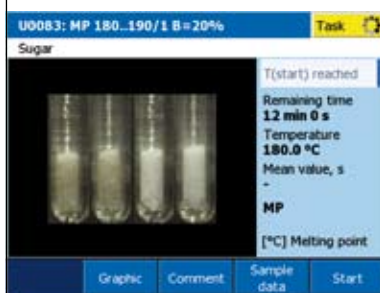 U0083: MP 180..190/1 B=20% Task
Sugar
T(start) reached
Remaining time
12 min 0 s
Temperature
180.0 °C
Mean value, s
-
MP
[°C] Melting point
Graphic Comment Sample data Start